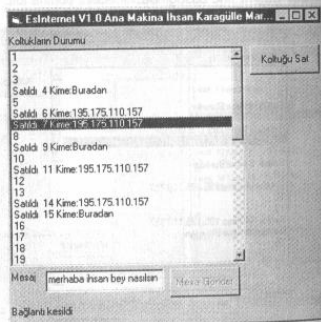 EsInternet V1.0 Ana Makina İhsan Karagülle Mar...
Koltukların Durumu
1
2
3
Satıldı 4 Kime:Buradan
5
Satıldı 6 Kime:195.175.110.157
Satıldı 7 Kime:195.175.110.157
8
Satıldı 9 Kime:Buradan
10
Satıldı 11 Kime:195.175.110.157
12
13
Satıldı 14 Kime:195.175.110.157
Satıldı 15 Kime:Buradan
16
17
18
19
Koltuğu Sat
Mesaj
merhaba ihsan bey nasılsın
Mesaj Gönder
Bağlantı kesildi